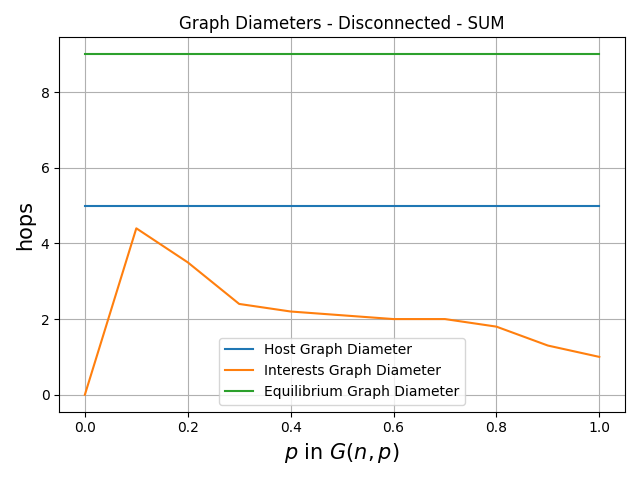 Graph Diameters - Disconnected - SUM
hops
8
6
4
2
0
Host Graph Diameter
Interests Graph Diameter
Equilibrium Graph Diameter
0.0 0.2 0.4 0.6 0.8 1.0
p in G(n, p)